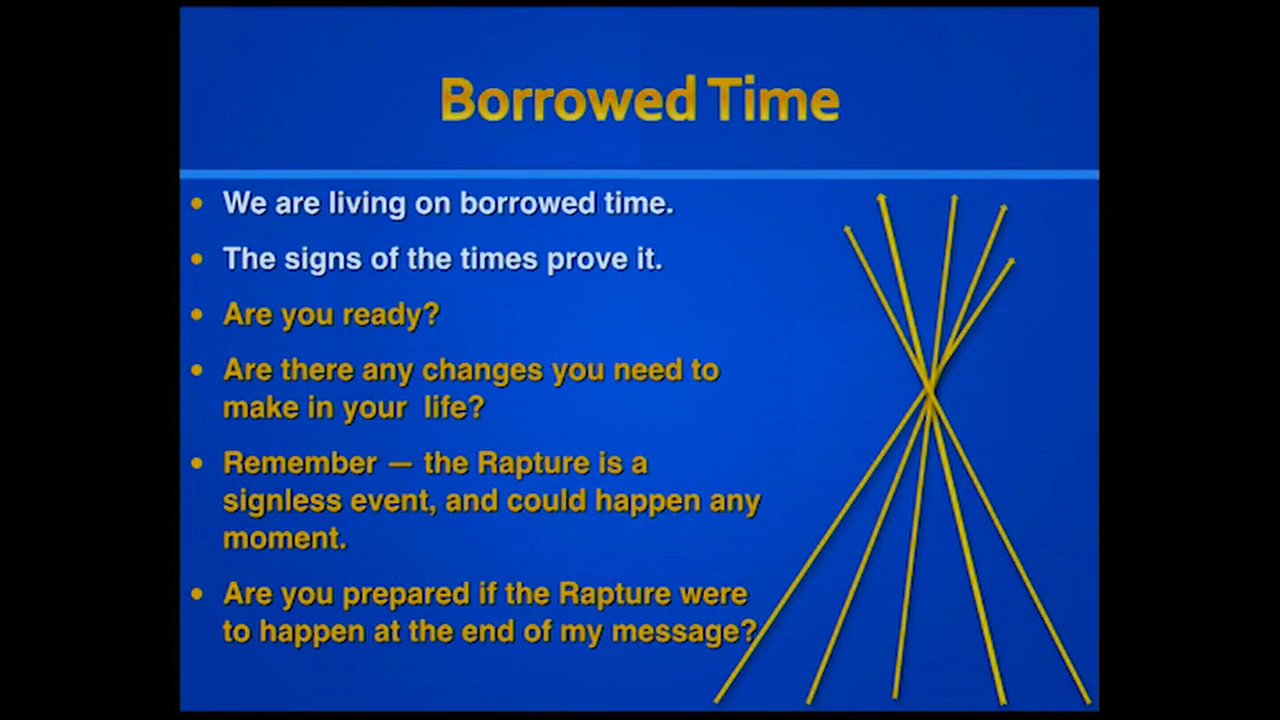 Borrowed Time
• We are living on borrowed time.
• The signs of the times prove it.
• Are you ready?
• Are there any changes you need to
make in your  life?
• Remember — the Rapture is a
signless event, and could happen any
moment.
• Are you prepared if the Rapture were
to happen at the end of my message?